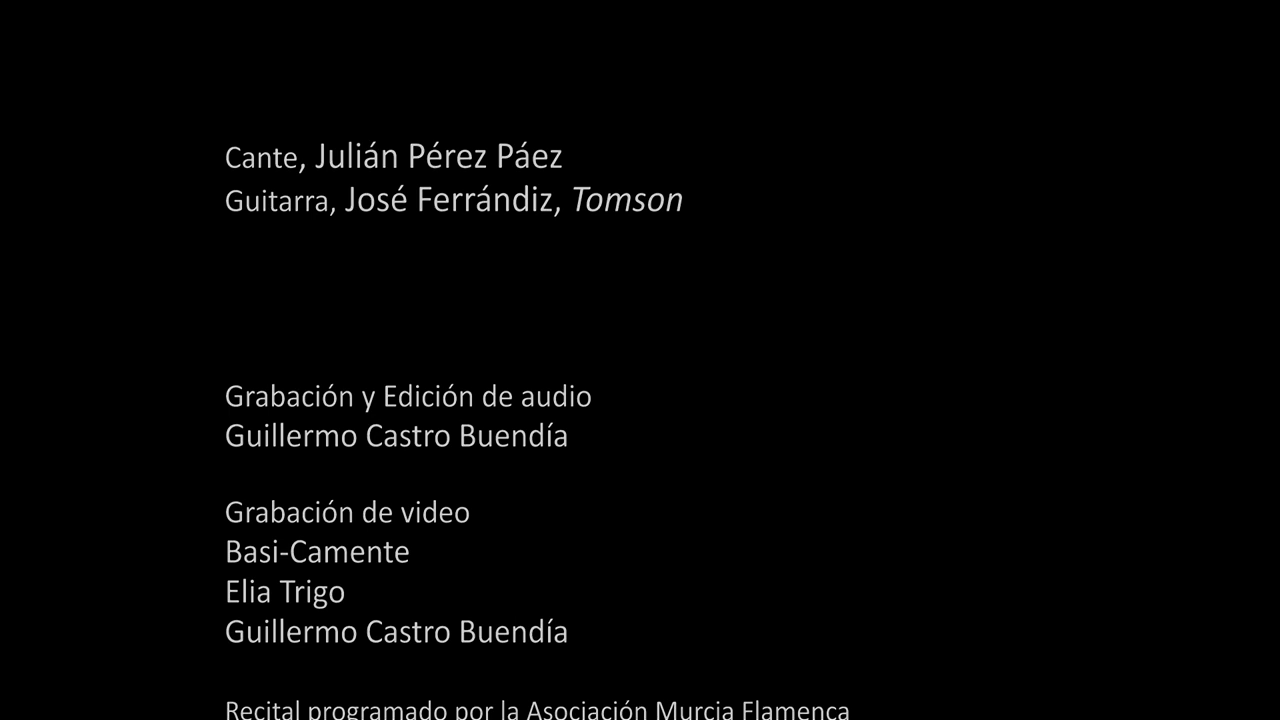 Cante, Julián Pérez Páez
Guitarra, José Ferrándiz, Tomson
Grabación y Edición de audio
Guillermo Castro Buendía
Grabación de video
Basi-Camente
Elia Trigo
Guillermo Castro Buendía
Recital programado por la Asociación Murcia Flamenca